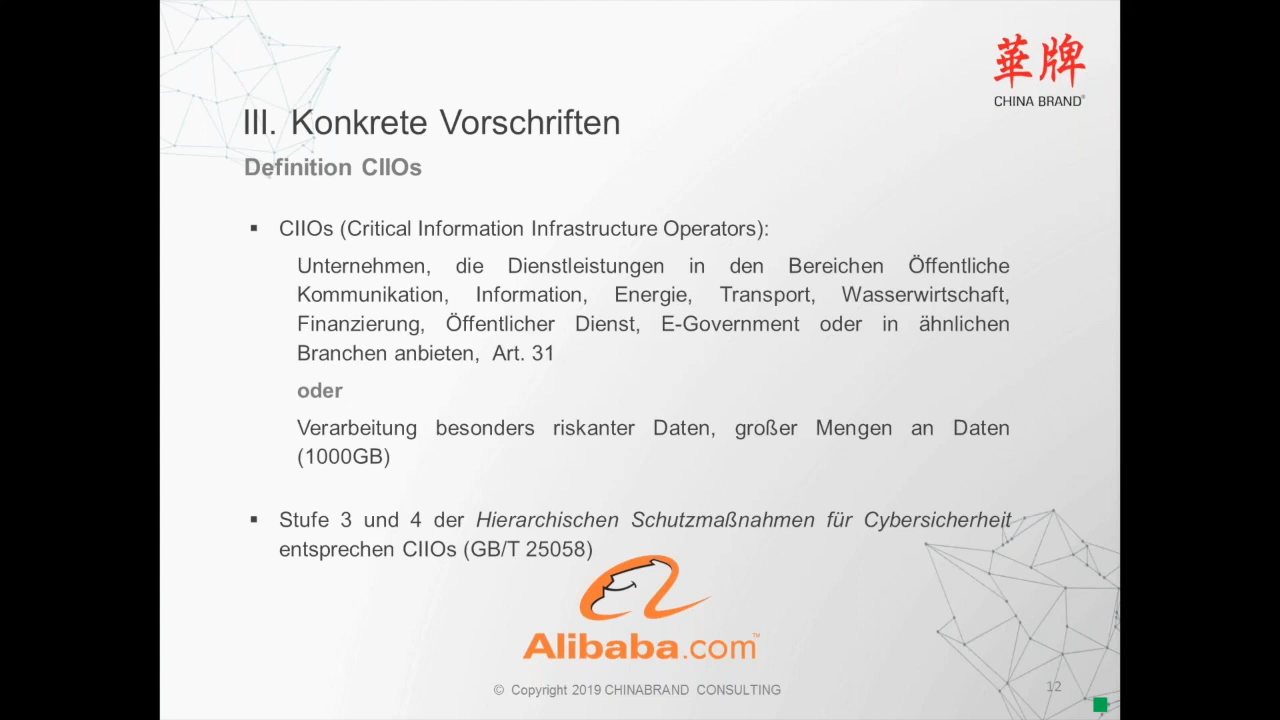 華牌
CHINA BRAND®
III. Konkrete Vorschriften
Definition CIIOs
▪ CIIOs (Critical Information Infrastructure Operators):
Unternehmen, die Dienstleistungen in den Bereichen Öffentliche
Kommunikation, Information, Energie, Transport, Wasserwirtschaft,
Finanzierung, Öffentlicher Dienst, E-Government oder in ähnlichen
Branchen anbieten, Art. 31
oder
Verarbeitung besonders riskanter Daten, großer Mengen an Daten
(1000GB)
▪ Stufe 3 und 4 der Hierarchischen Schutzmaßnahmen für Cybersicherheit
entsprechen CIIOs (GB/T 25058)
Alibaba.com™
© Copyright 2019 CHINABRAND CONSULTING
12